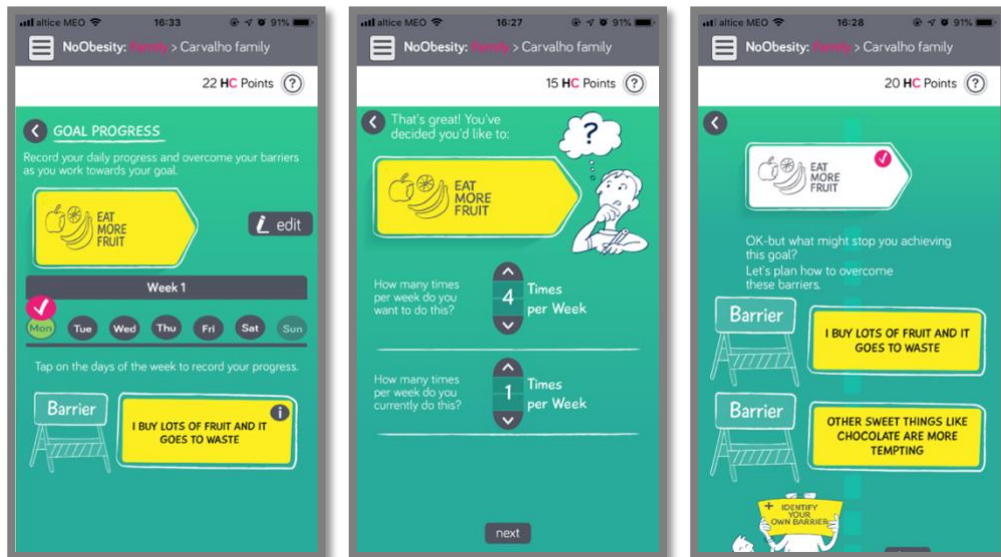 altice MEO 16:33 91%
NoObesity: Family > Carvalho family
22 HC Points ?
GOAL PROGRESS
Record your daily progress and overcome your barriers
as you work towards your goal.
EAT
MORE
FRUIT
edit
Week 1
Mon Tue Wed Thu Fri Sat Sun
Tap on the days of the week to record your progress.
Barrier
I BUY LOTS OF FRUIT AND IT
GOES TO WASTE
i
altice MEO 16:27 91%
NoObesity: Family > Carvalho family
15 HC Points ?
That's great! You've
decided you'd like to:
?
EAT
MORE
FRUIT
How many times
per week do you
want to do this?
4
Times
per Week
How many times
per week do you
currently do this?
1
Times
per Week
next
altice MEO 16:28 91%
NoObesity: Family > Carvalho family
20 HC Points ?
EAT
MORE
FRUIT
OK-but what might stop you achieving
this goal?
Let's plan how to overcome
these barriers.
Barrier
I BUY LOTS OF FRUIT AND IT
GOES TO WASTE
Barrier
OTHER SWEET THINGS LIKE
CHOCOLATE ARE MORE
TEMPTING
+ IDENTIFY
YOUR
OWN BARRIER